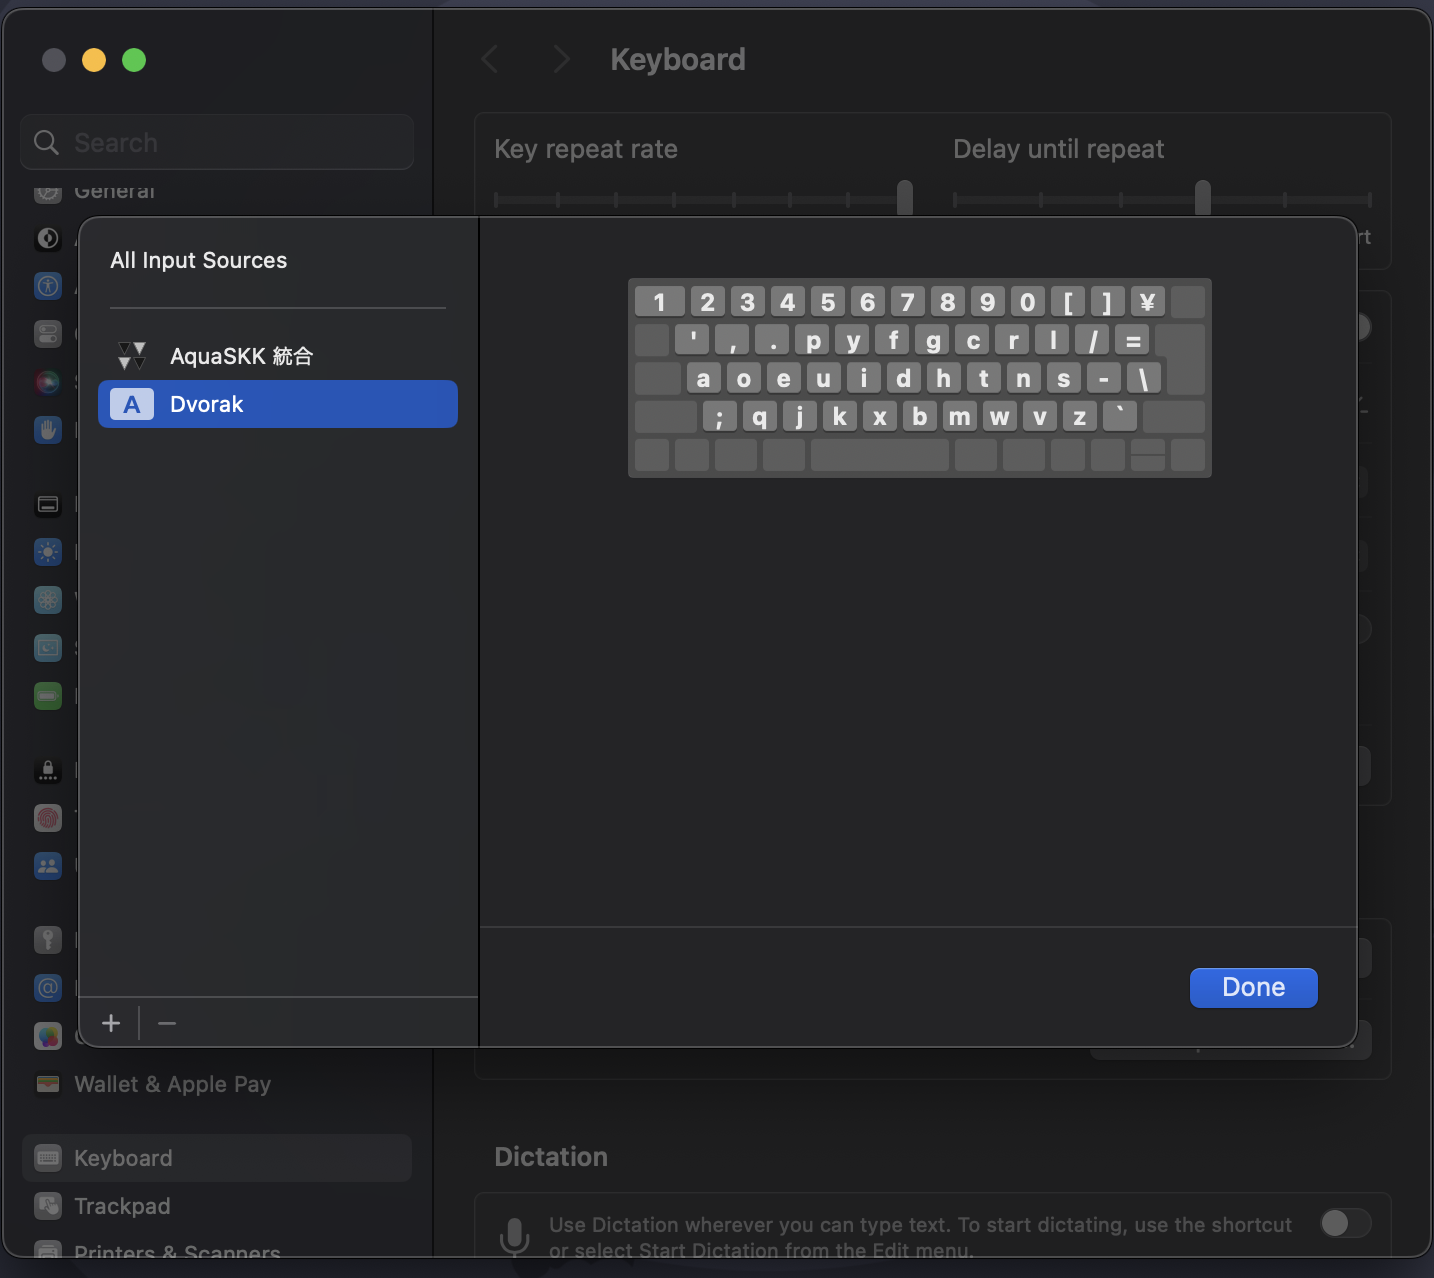 Keyboard
Search
Key repeat rate
Delay until repeat
General
All Input Sources
AquaSKK 統合
A Dvorak
1 2 3 4 5 6 7 8 9 0 [ ] ¥
' , . p y f g c r l / =
a o e u i d h t n s - \
; q j k x b m w v z `
Done
Wallet & Apple Pay
Keyboard
Trackpad
Printers & Scanners
Dictation
Use Dictation wherever you can type text. To start dictating, use the shortcut
or select Start Dictation from the Edit menu.